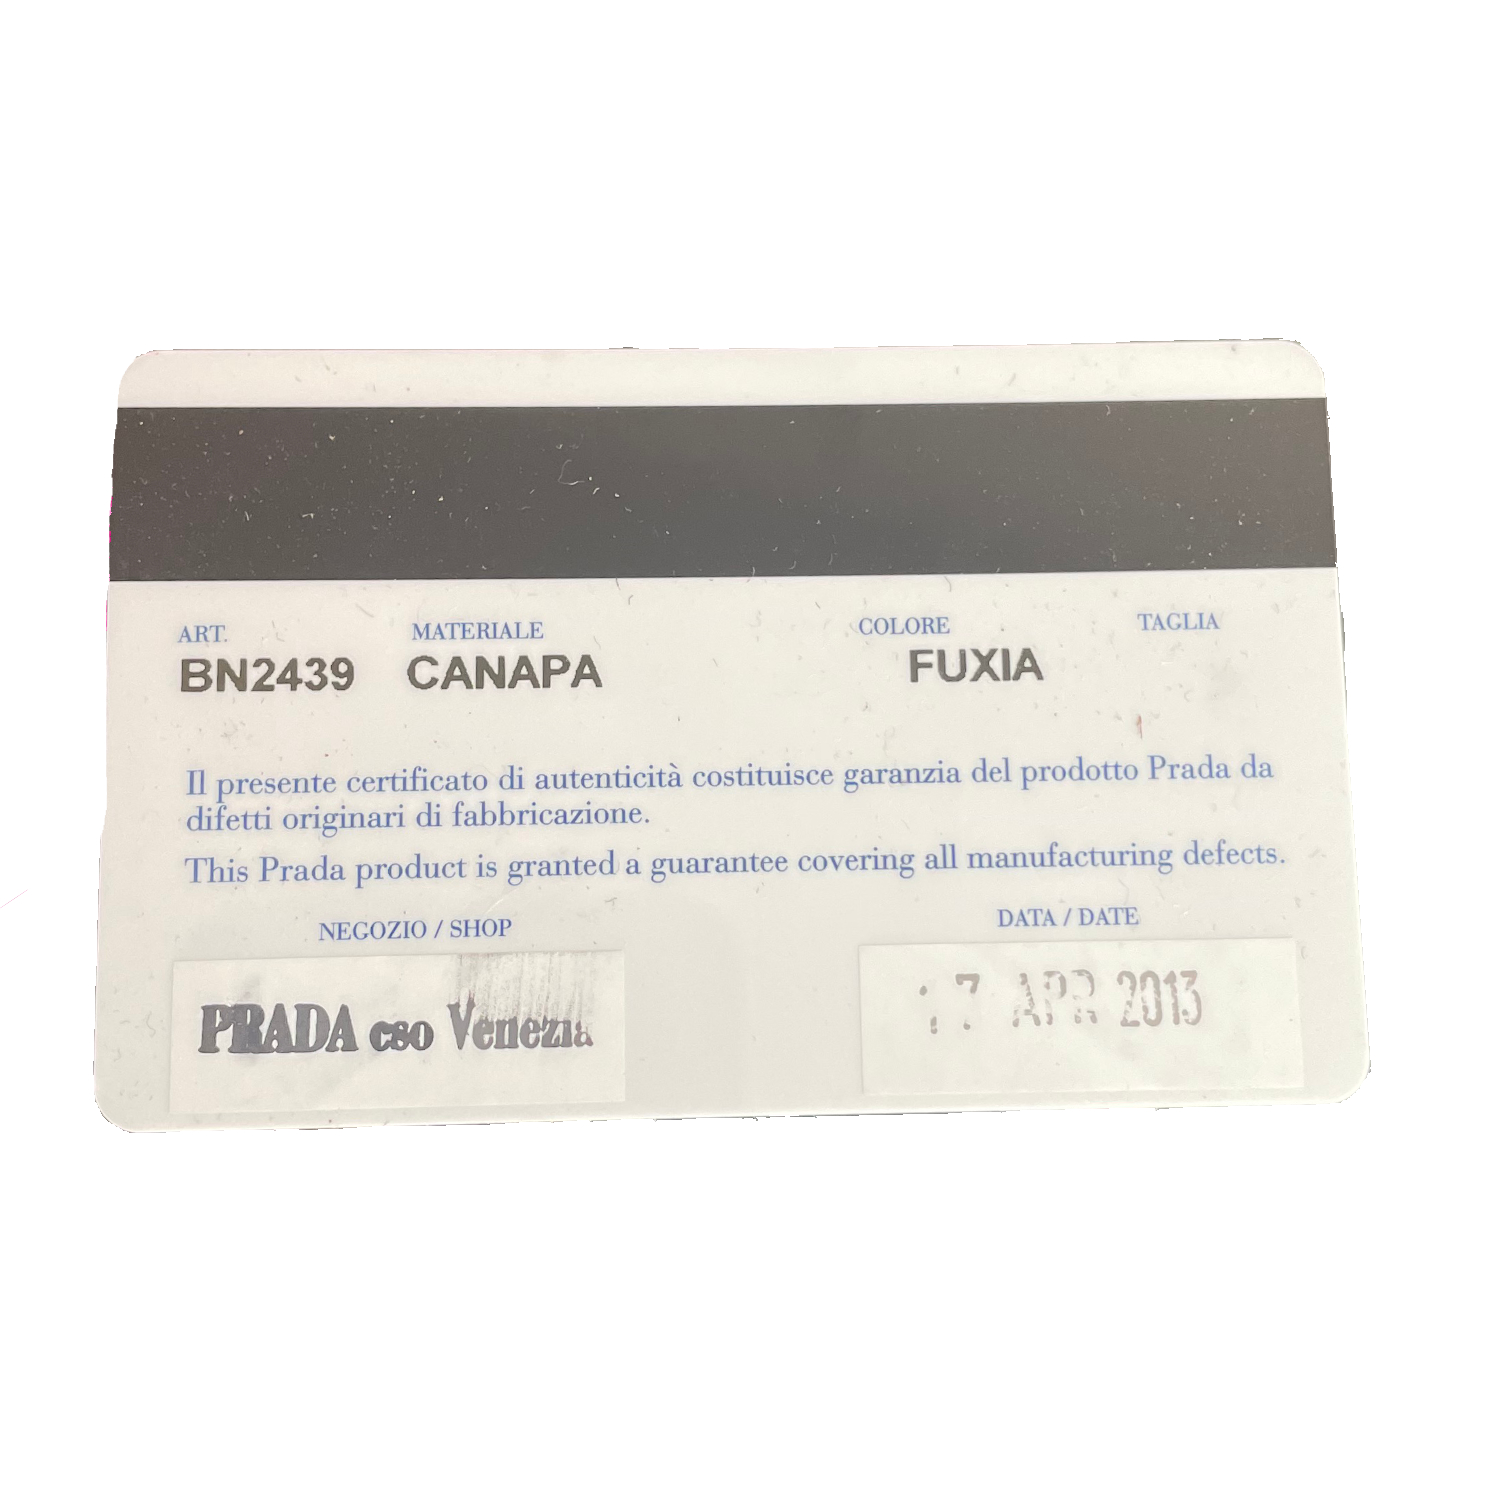 ART. MATERIALE COLORE TAGLIA
BN2439 CANAPA FUXIA
Il presente certificato di autenticità costituisce garanzia del prodotto Prada da
difetti originari di fabbricazione.
This Prada product is granted a guarantee covering all manufacturing defects.
NEGOZIO / SHOP DATA / DATE
PRADA cso Venezia 17 APR 2013